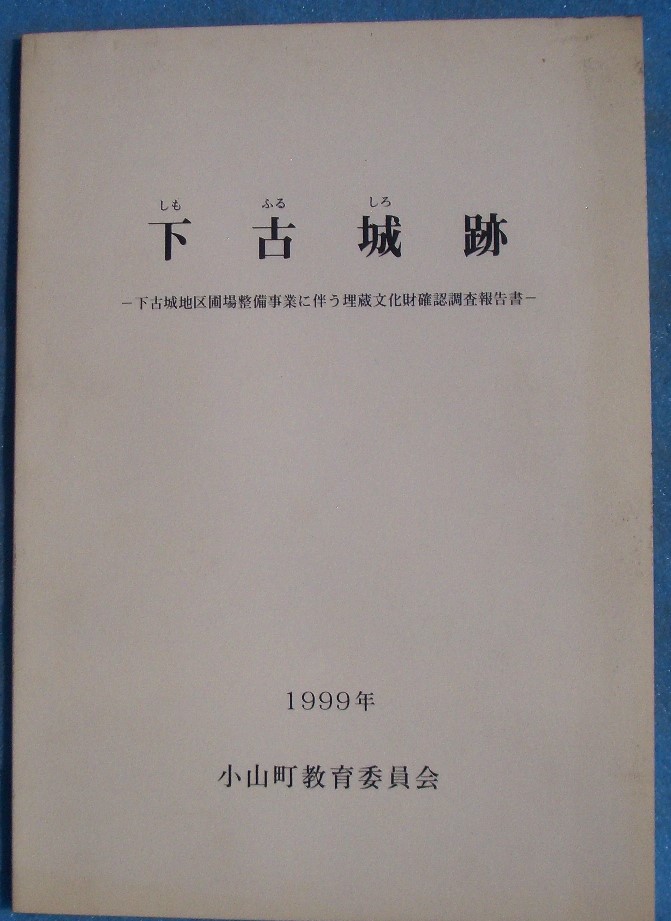 しも ふる しろ
下古城跡
－下古城地区圃場整備事業に伴う埋蔵文化財確認調査報告書－
1999年
小山町教育委員会